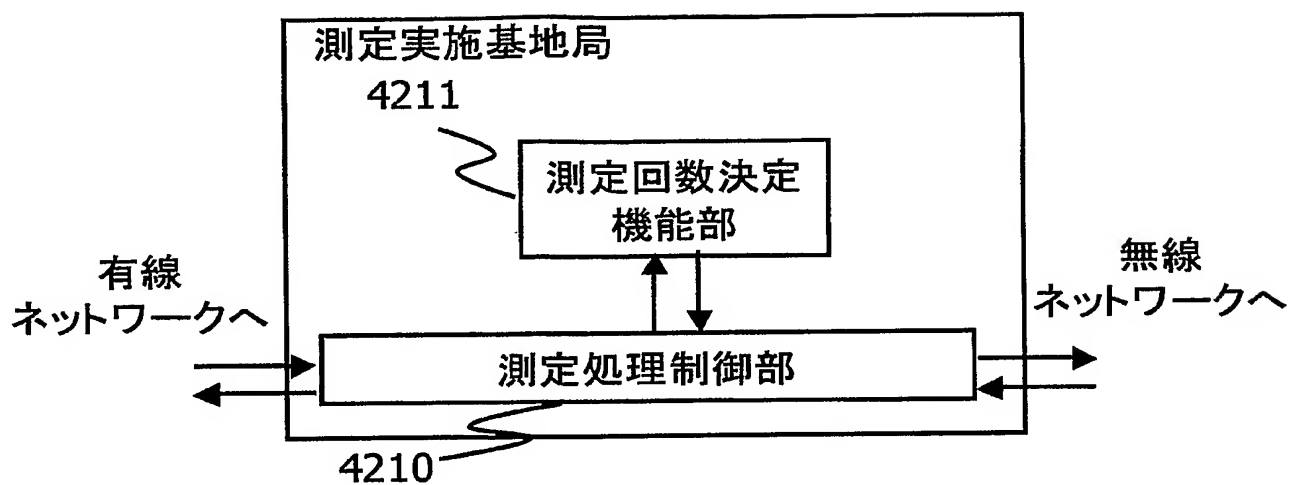 測定実施基地局
4211
測定回数決定
機能部
有線
ネットワークへ
無線
ネットワークへ
測定処理制御部
4210